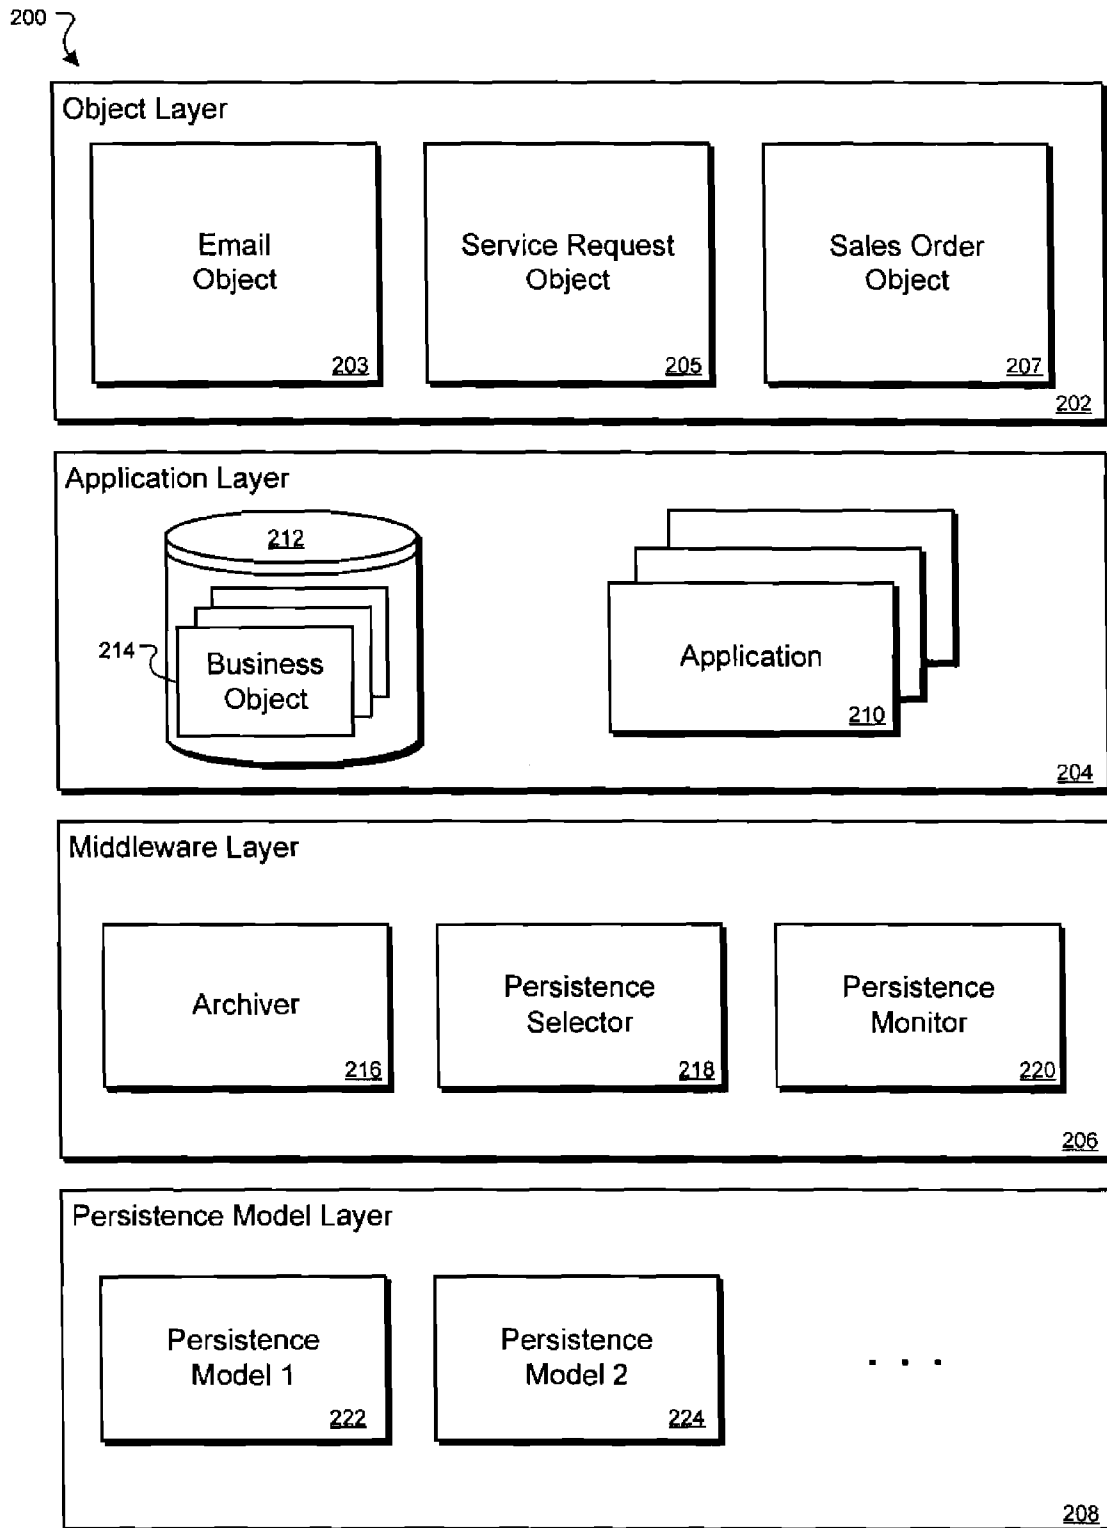 200
Object Layer
Email
Object
203
Service Request
Object
205
Sales Order
Object
207
202
Application Layer
212
214
Business
Object
Application
210
204
Middleware Layer
Archiver
216
Persistence
Selector
218
Persistence
Monitor
220
206
Persistence Model Layer
Persistence
Model 1
222
Persistence
Model 2
224
. . .
208